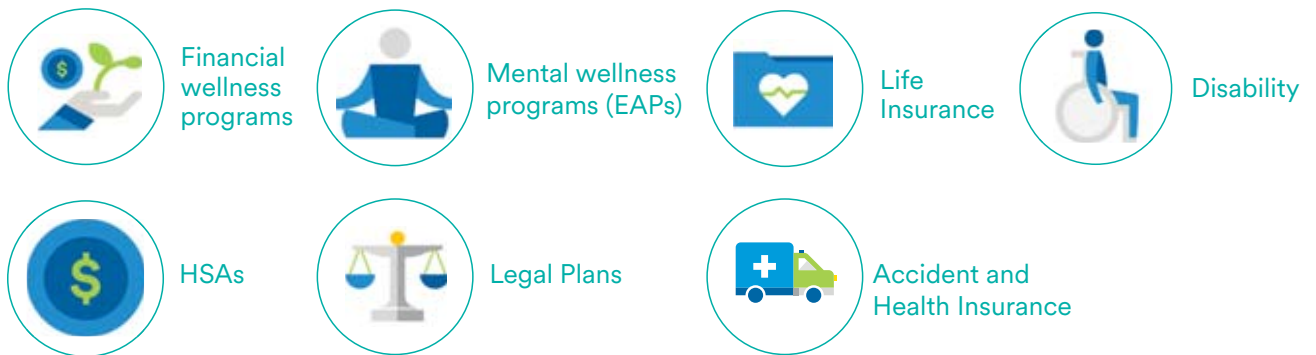 Financial
wellness
programs
Mental wellness
programs (EAPs)
Life
Insurance
Disability
$
HSAs
Legal Plans
Accident and
Health Insurance